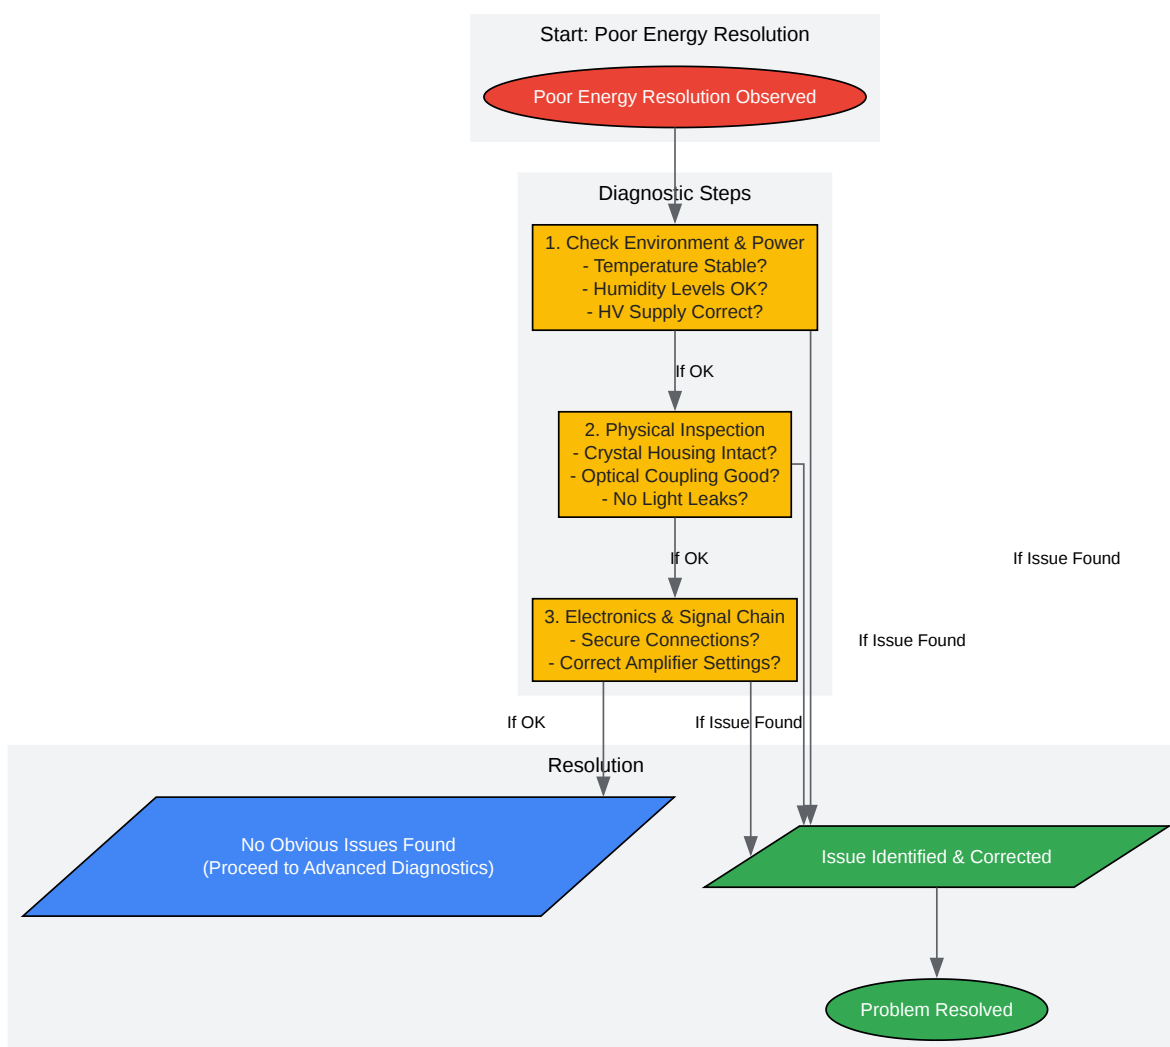 Start: Poor Energy Resolution
Poor Energy Resolution Observed
Diagnostic Steps
1. Check Environment & Power
- Temperature Stable?
- Humidity Levels OK?
- HV Supply Correct?
If OK
2. Physical Inspection
- Crystal Housing Intact?
- Optical Coupling Good?
- No Light Leaks?
If OK
If Issue Found
3. Electronics & Signal Chain
- Secure Connections?
- Correct Amplifier Settings?
If Issue Found
If OK
If Issue Found
Resolution
No Obvious Issues Found
(Proceed to Advanced Diagnostics)
Issue Identified & Corrected
Problem Resolved